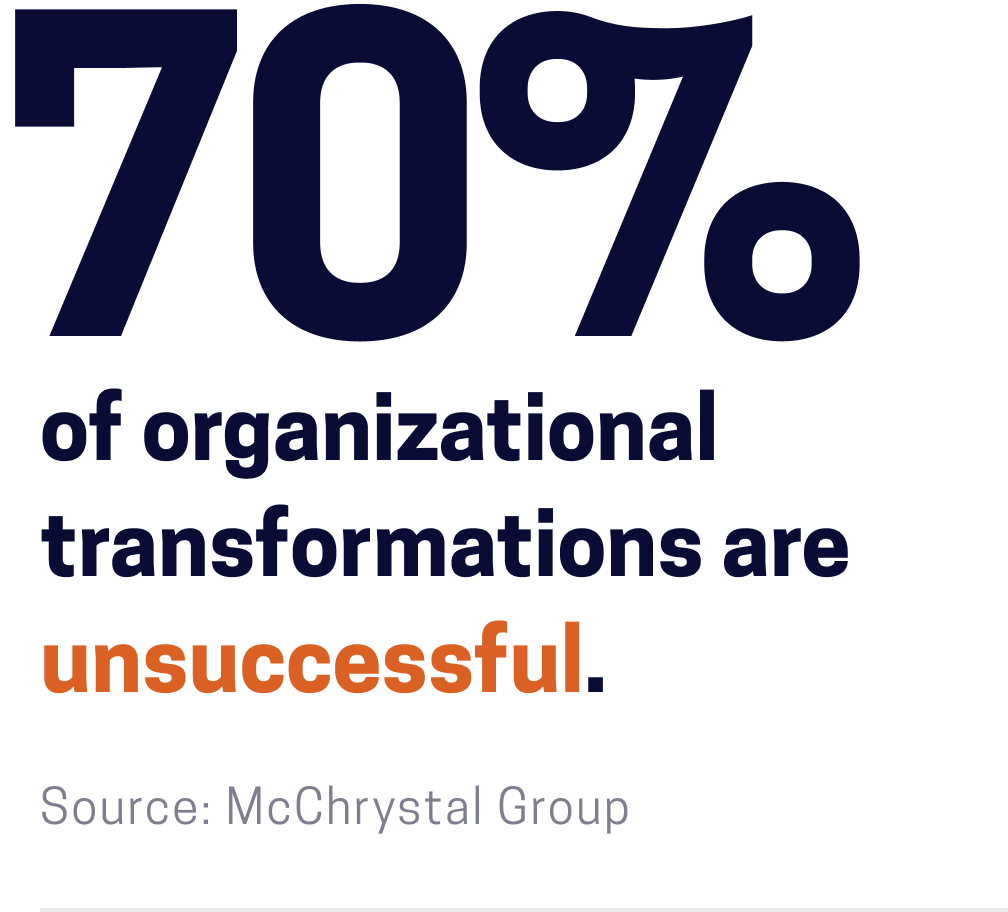 70%
of organizational
transformations are
unsuccessful.
Source: McChrystal Group